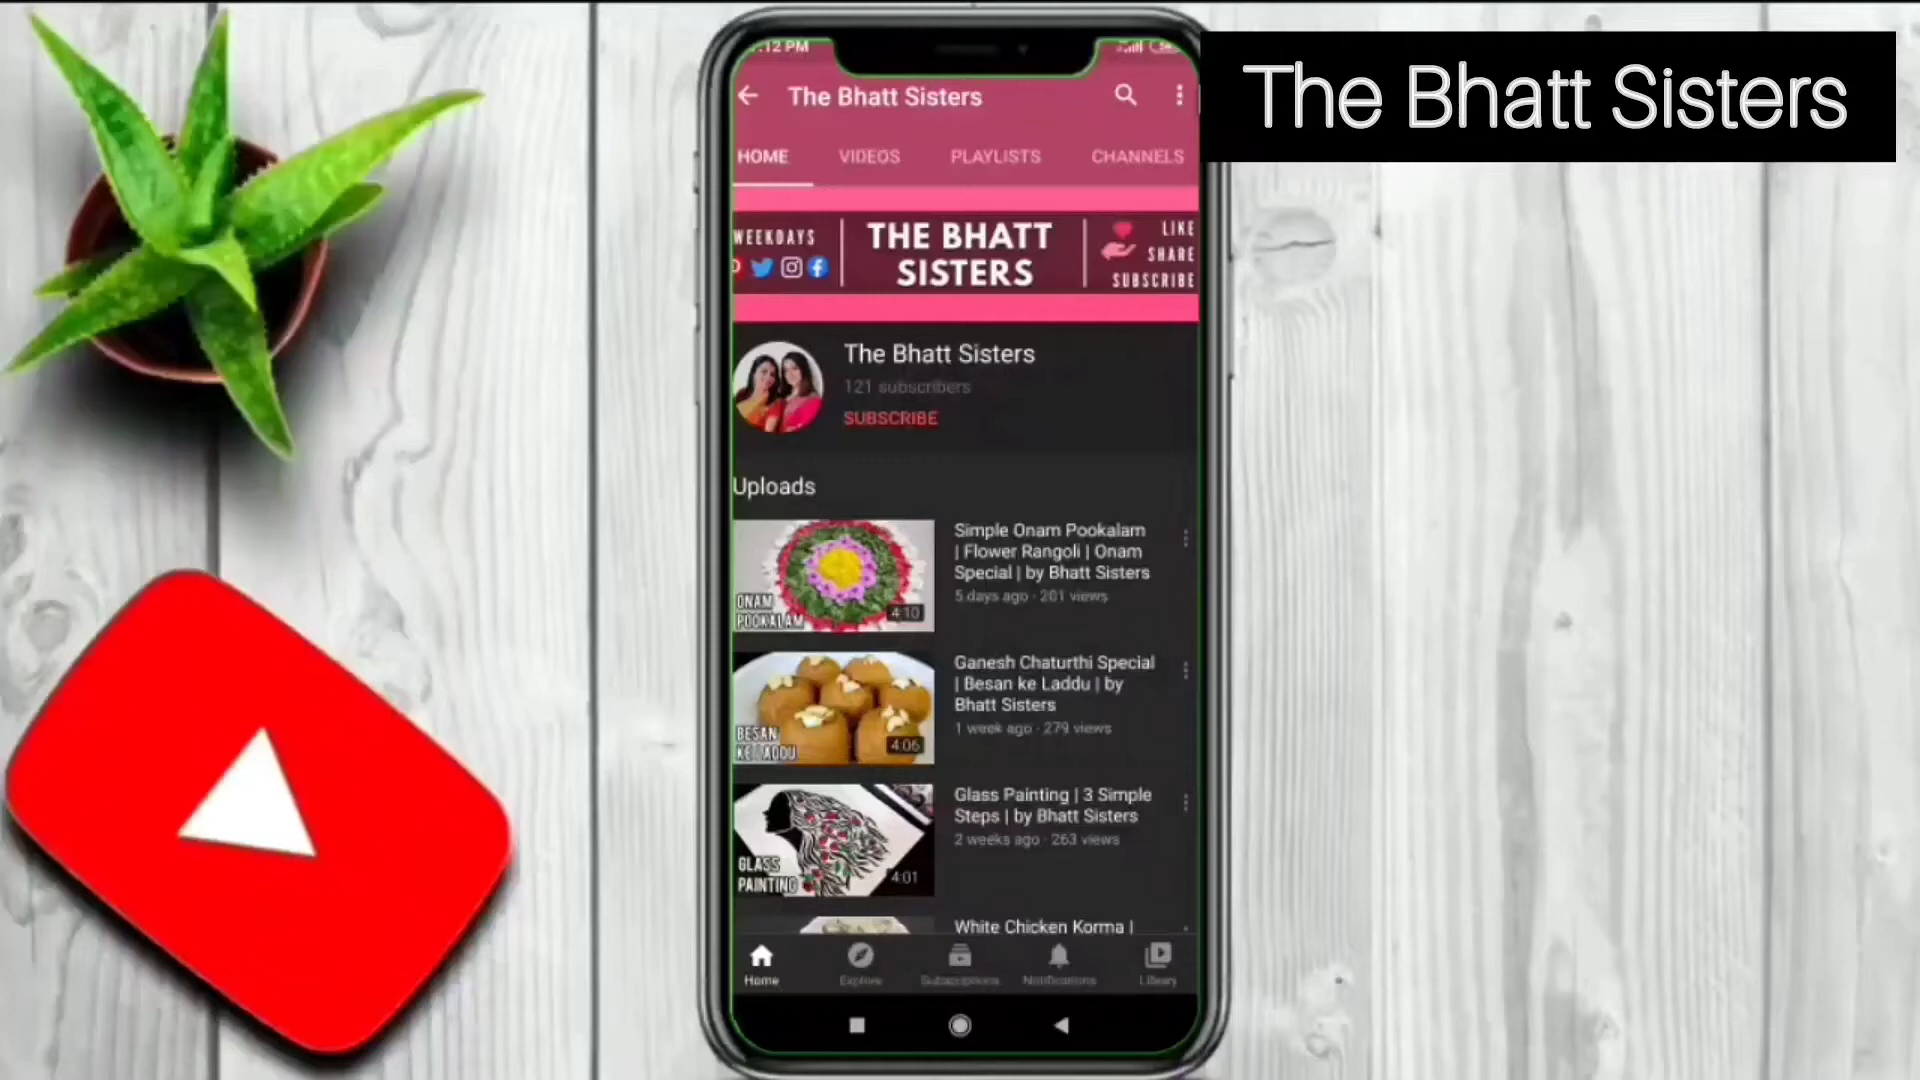 :12 PM
The Bhatt Sisters
The Bhatt Sisters
HOME VIDEOS PLAYLISTS CHANNELS
WEEKDAYS
THE BHATT
SISTERS
LIKE
SHARE
SUBSCRIBE
The Bhatt Sisters
121 subscribers
SUBSCRIBE
Uploads
ONAM
POOKALAM
4:10
Simple Onam Pookalam
| Flower Rangoli | Onam
Special | by Bhatt Sisters
5 days ago · 201 views
BESAN
KE LADDU
4:06
Ganesh Chaturthi Special
| Besan ke Laddu | by
Bhatt Sisters
1 week ago · 279 views
GLASS
PAINTING
4:01
Glass Painting | 3 Simple
Steps | by Bhatt Sisters
2 weeks ago · 263 views
White Chicken Korma |
Home Explore Subscriptions Notifications Library